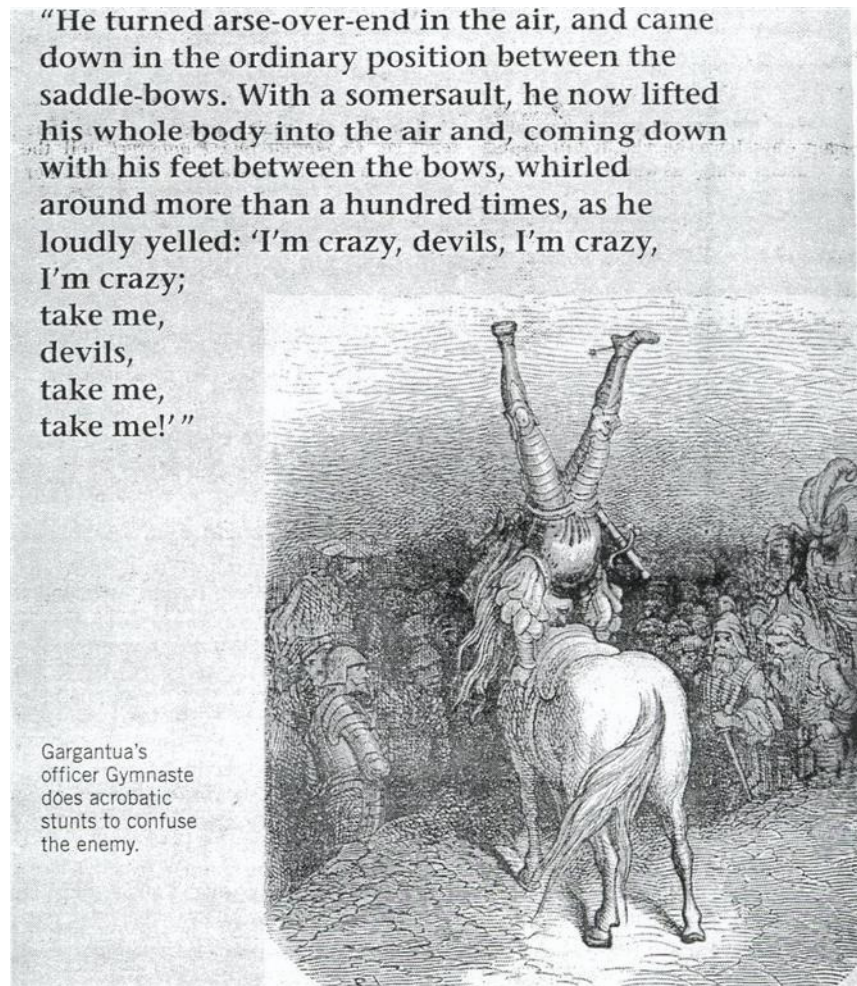 “He turned arse-over-end in the air, and came
down in the ordinary position between the
saddle-bows. With a somersault, he now lifted
his whole body into the air and, coming down
with his feet between the bows, whirled
around more than a hundred times, as he
loudly yelled: ‘I’m crazy, devils, I’m crazy,
I’m crazy;
take me,
devils,
take me,
take me!’ ”
Gargantua’s
officer Gymnaste
does acrobatic
stunts to confuse
the enemy.